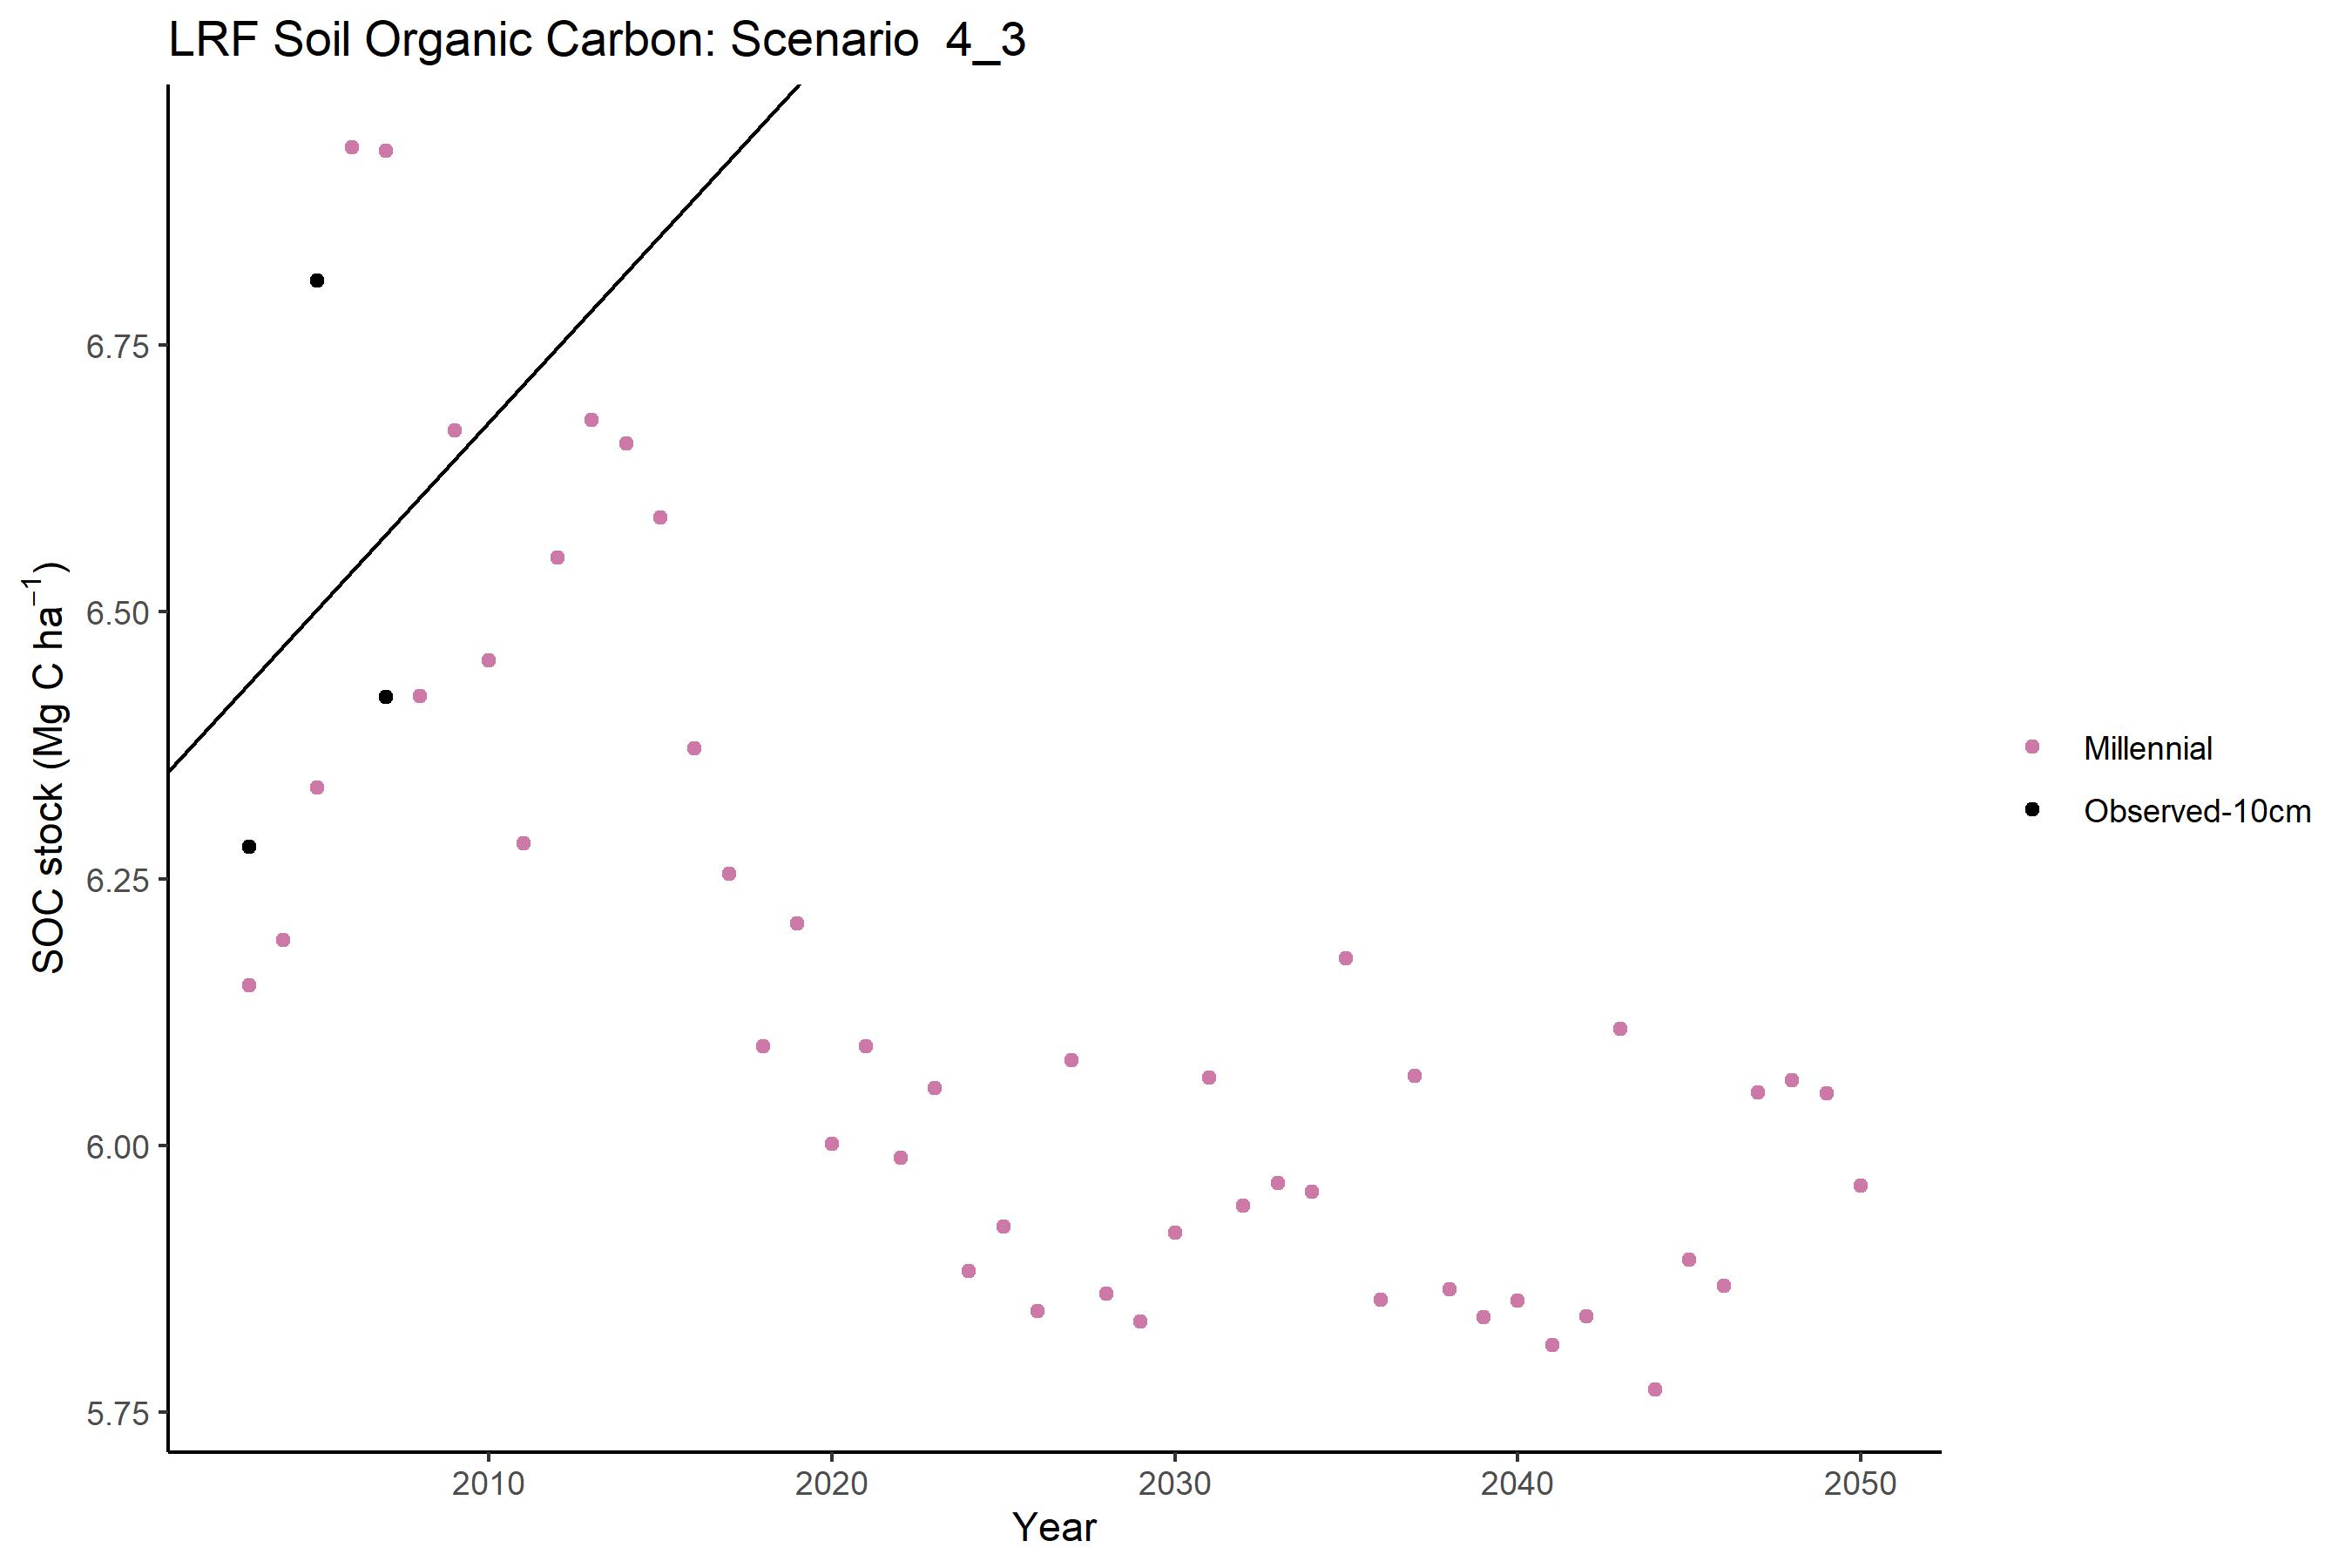 LRF Soil Organic Carbon: Scenario  4_3
SOC stock (Mg C ha⁻¹)
6.75
6.50
6.25
6.00
5.75
2010
2020
2030
2040
2050
Year
Millennial
Observed-10cm